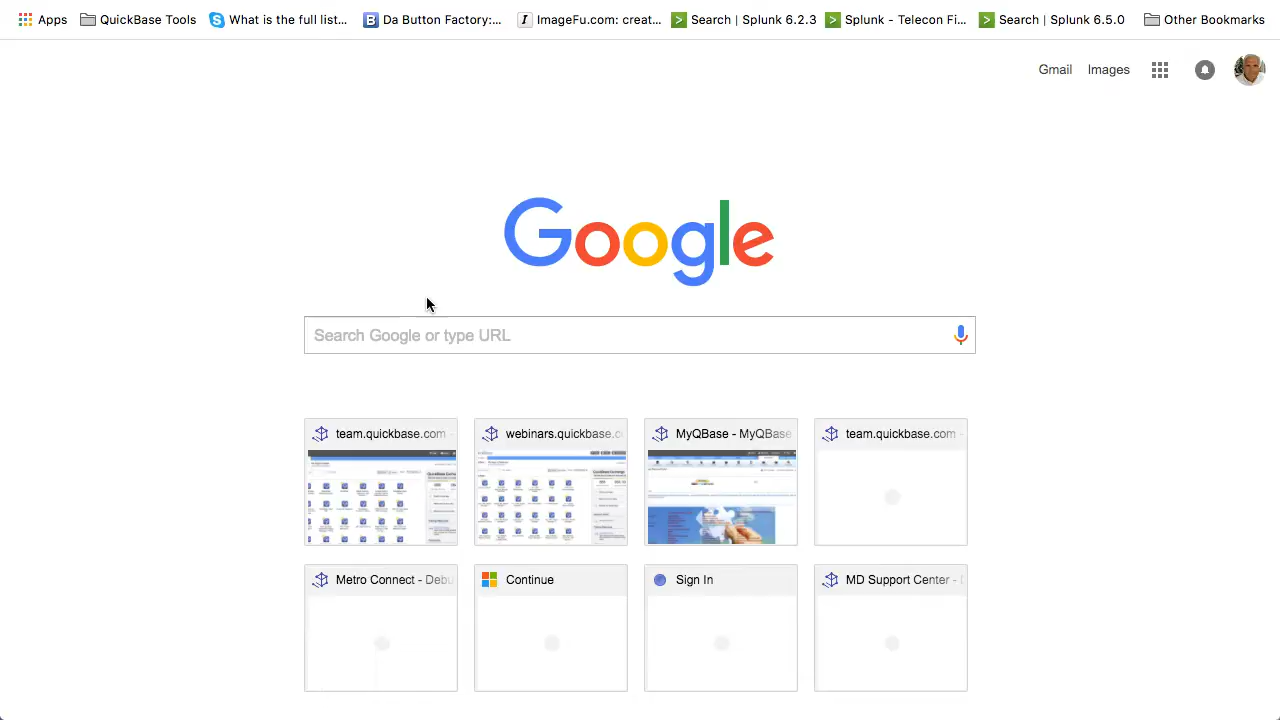 Apps QuickBase Tools What is the full list... Da Button Factory:... ImageFu.com: creat... Search | Splunk 6.2.3 Splunk - Telecon Fi... Search | Splunk 6.5.0 Other Bookmarks
Gmail Images
Google
Search Google or type URL
team.quickbase.com - webinars.quickbase.co MyQBase - MyQBase team.quickbase.com -
Metro Connect - Debu Continue Sign In MD Support Center - D